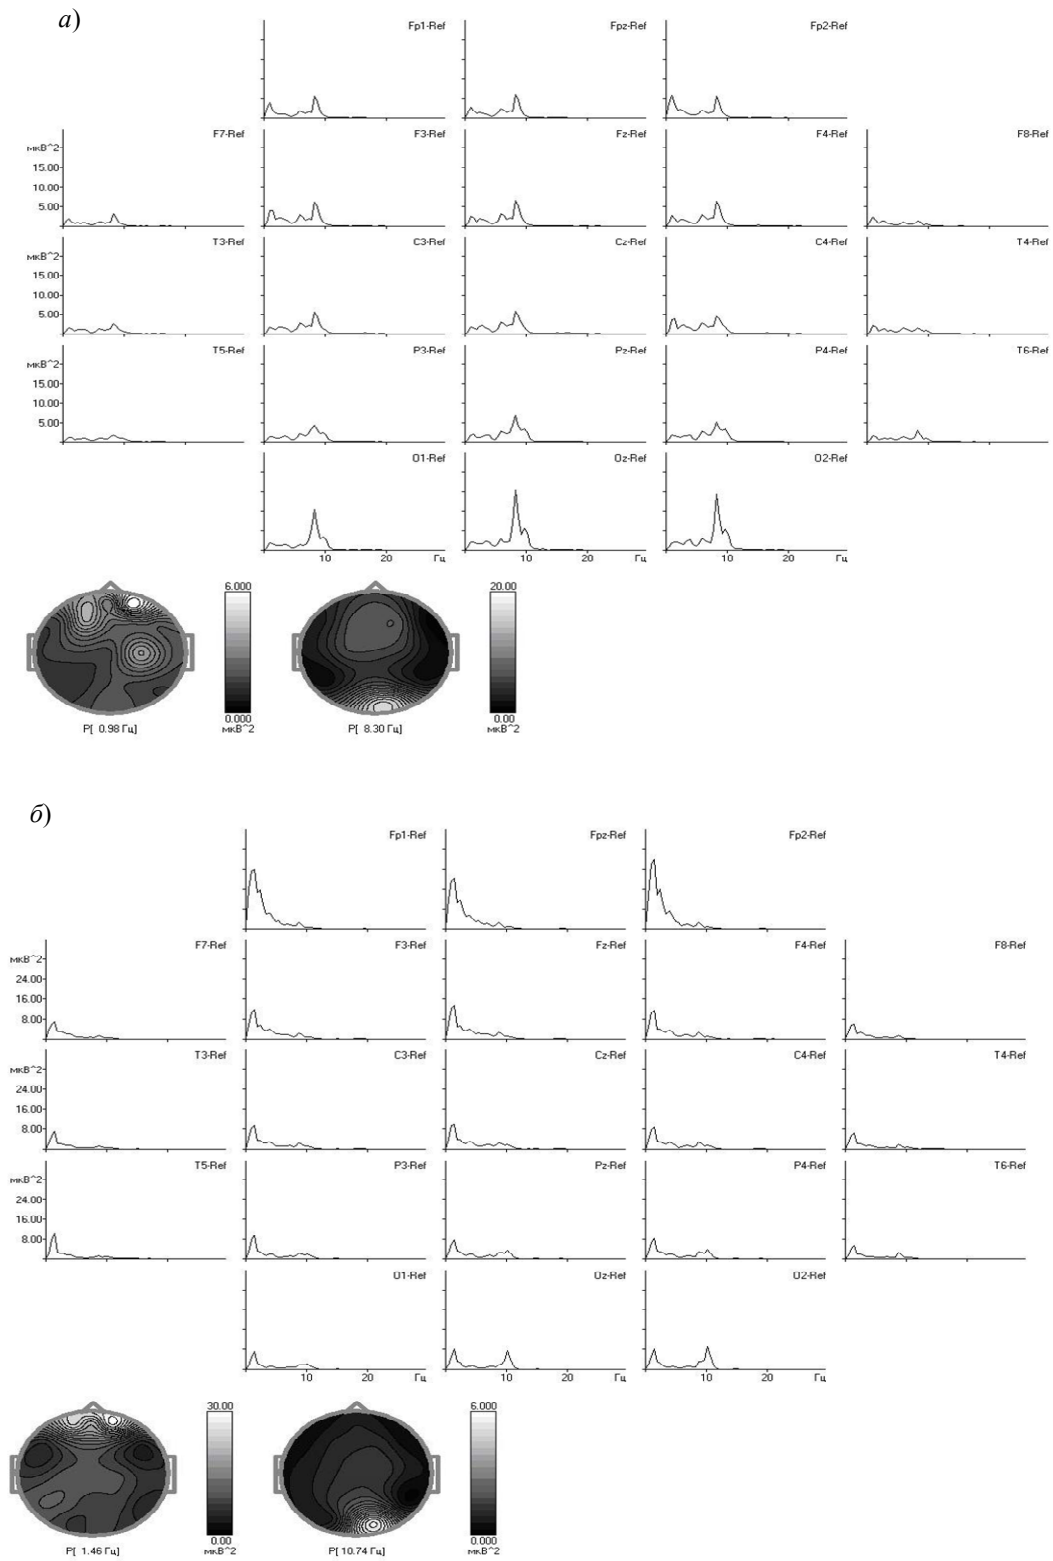 а)
Fp1-Ref Fpz-Ref Fp2-Ref
F7-Ref F3-Ref Fz-Ref F4-Ref F8-Ref
мкВ^2
15.00
10.00
5.00
T3-Ref C3-Ref Cz-Ref C4-Ref T4-Ref
мкВ^2
15.00
10.00
5.00
T5-Ref P3-Ref Pz-Ref P4-Ref T6-Ref
мкВ^2
15.00
10.00
5.00
O1-Ref Oz-Ref O2-Ref
10 20 Гц 10 20 Гц 10 20 Гц
6.000 20.00
0.000 0.00
P[ 0.98 Гц] мкВ^2 P[ 8.30 Гц] мкВ^2
б)
Fp1-Ref Fpz-Ref Fp2-Ref
F7-Ref F3-Ref Fz-Ref F4-Ref F8-Ref
мкВ^2
24.00
16.00
8.00
T3-Ref C3-Ref Cz-Ref C4-Ref T4-Ref
мкВ^2
24.00
16.00
8.00
T5-Ref P3-Ref Pz-Ref P4-Ref T6-Ref
мкВ^2
24.00
16.00
8.00
O1-Ref Oz-Ref O2-Ref
10 20 Гц 10 20 Гц 10 20 Гц
30.00 6.000
0.00 0.000
P[ 1.46 Гц] мкВ^2 P[ 10.74 Гц] мкВ^2